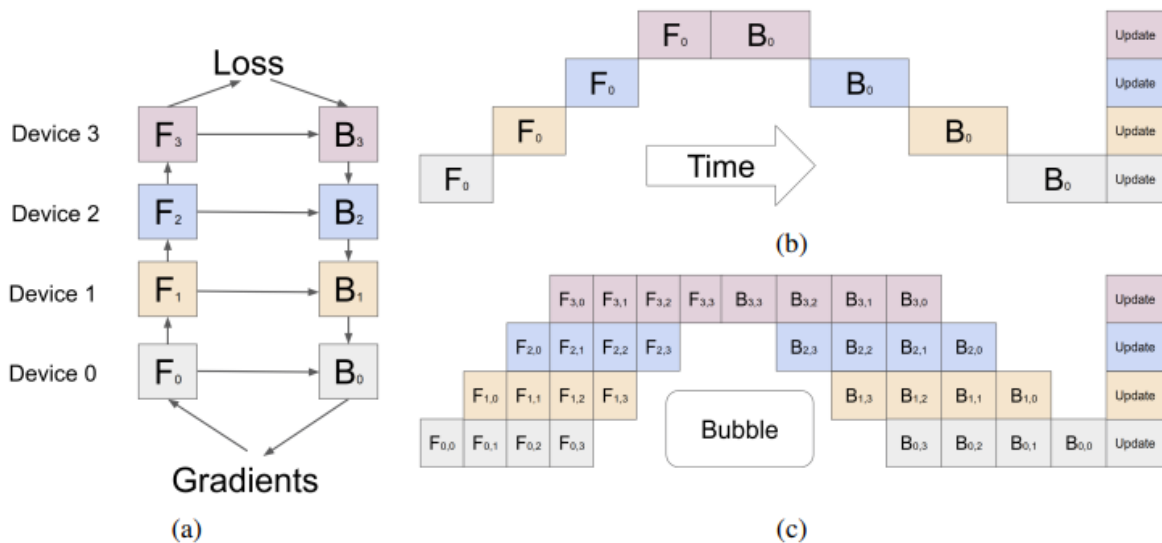 Loss
Device 3
F₃
B₃
Device 2
F₂
B₂
Device 1
F₁
B₁
Device 0
F₀
B₀
Gradients
(a)
F₀ B₀ Update
F₀ B₀ Update
F₀ B₀ Update
F₀ B₀ Update
Time
(b)
F₃,₀ F₃,₁ F₃,₂ F₃,₃ B₃,₃ B₃,₂ B₃,₁ B₃,₀ Update
F₂,₀ F₂,₁ F₂,₂ F₂,₃ B₂,₃ B₂,₂ B₂,₁ B₂,₀ Update
F₁,₀ F₁,₁ F₁,₂ F₁,₃ B₁,₃ B₁,₂ B₁,₁ B₁,₀ Update
Bubble
F₀,₀ F₀,₁ F₀,₂ F₀,₃ B₀,₃ B₀,₂ B₀,₁ B₀,₀ Update
(c)